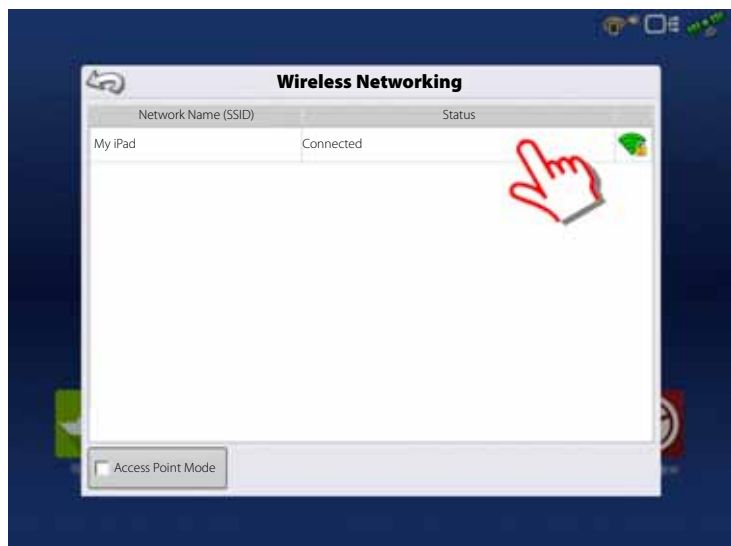 Wireless Networking
Network Name (SSID) Status
My iPad Connected
Access Point Mode